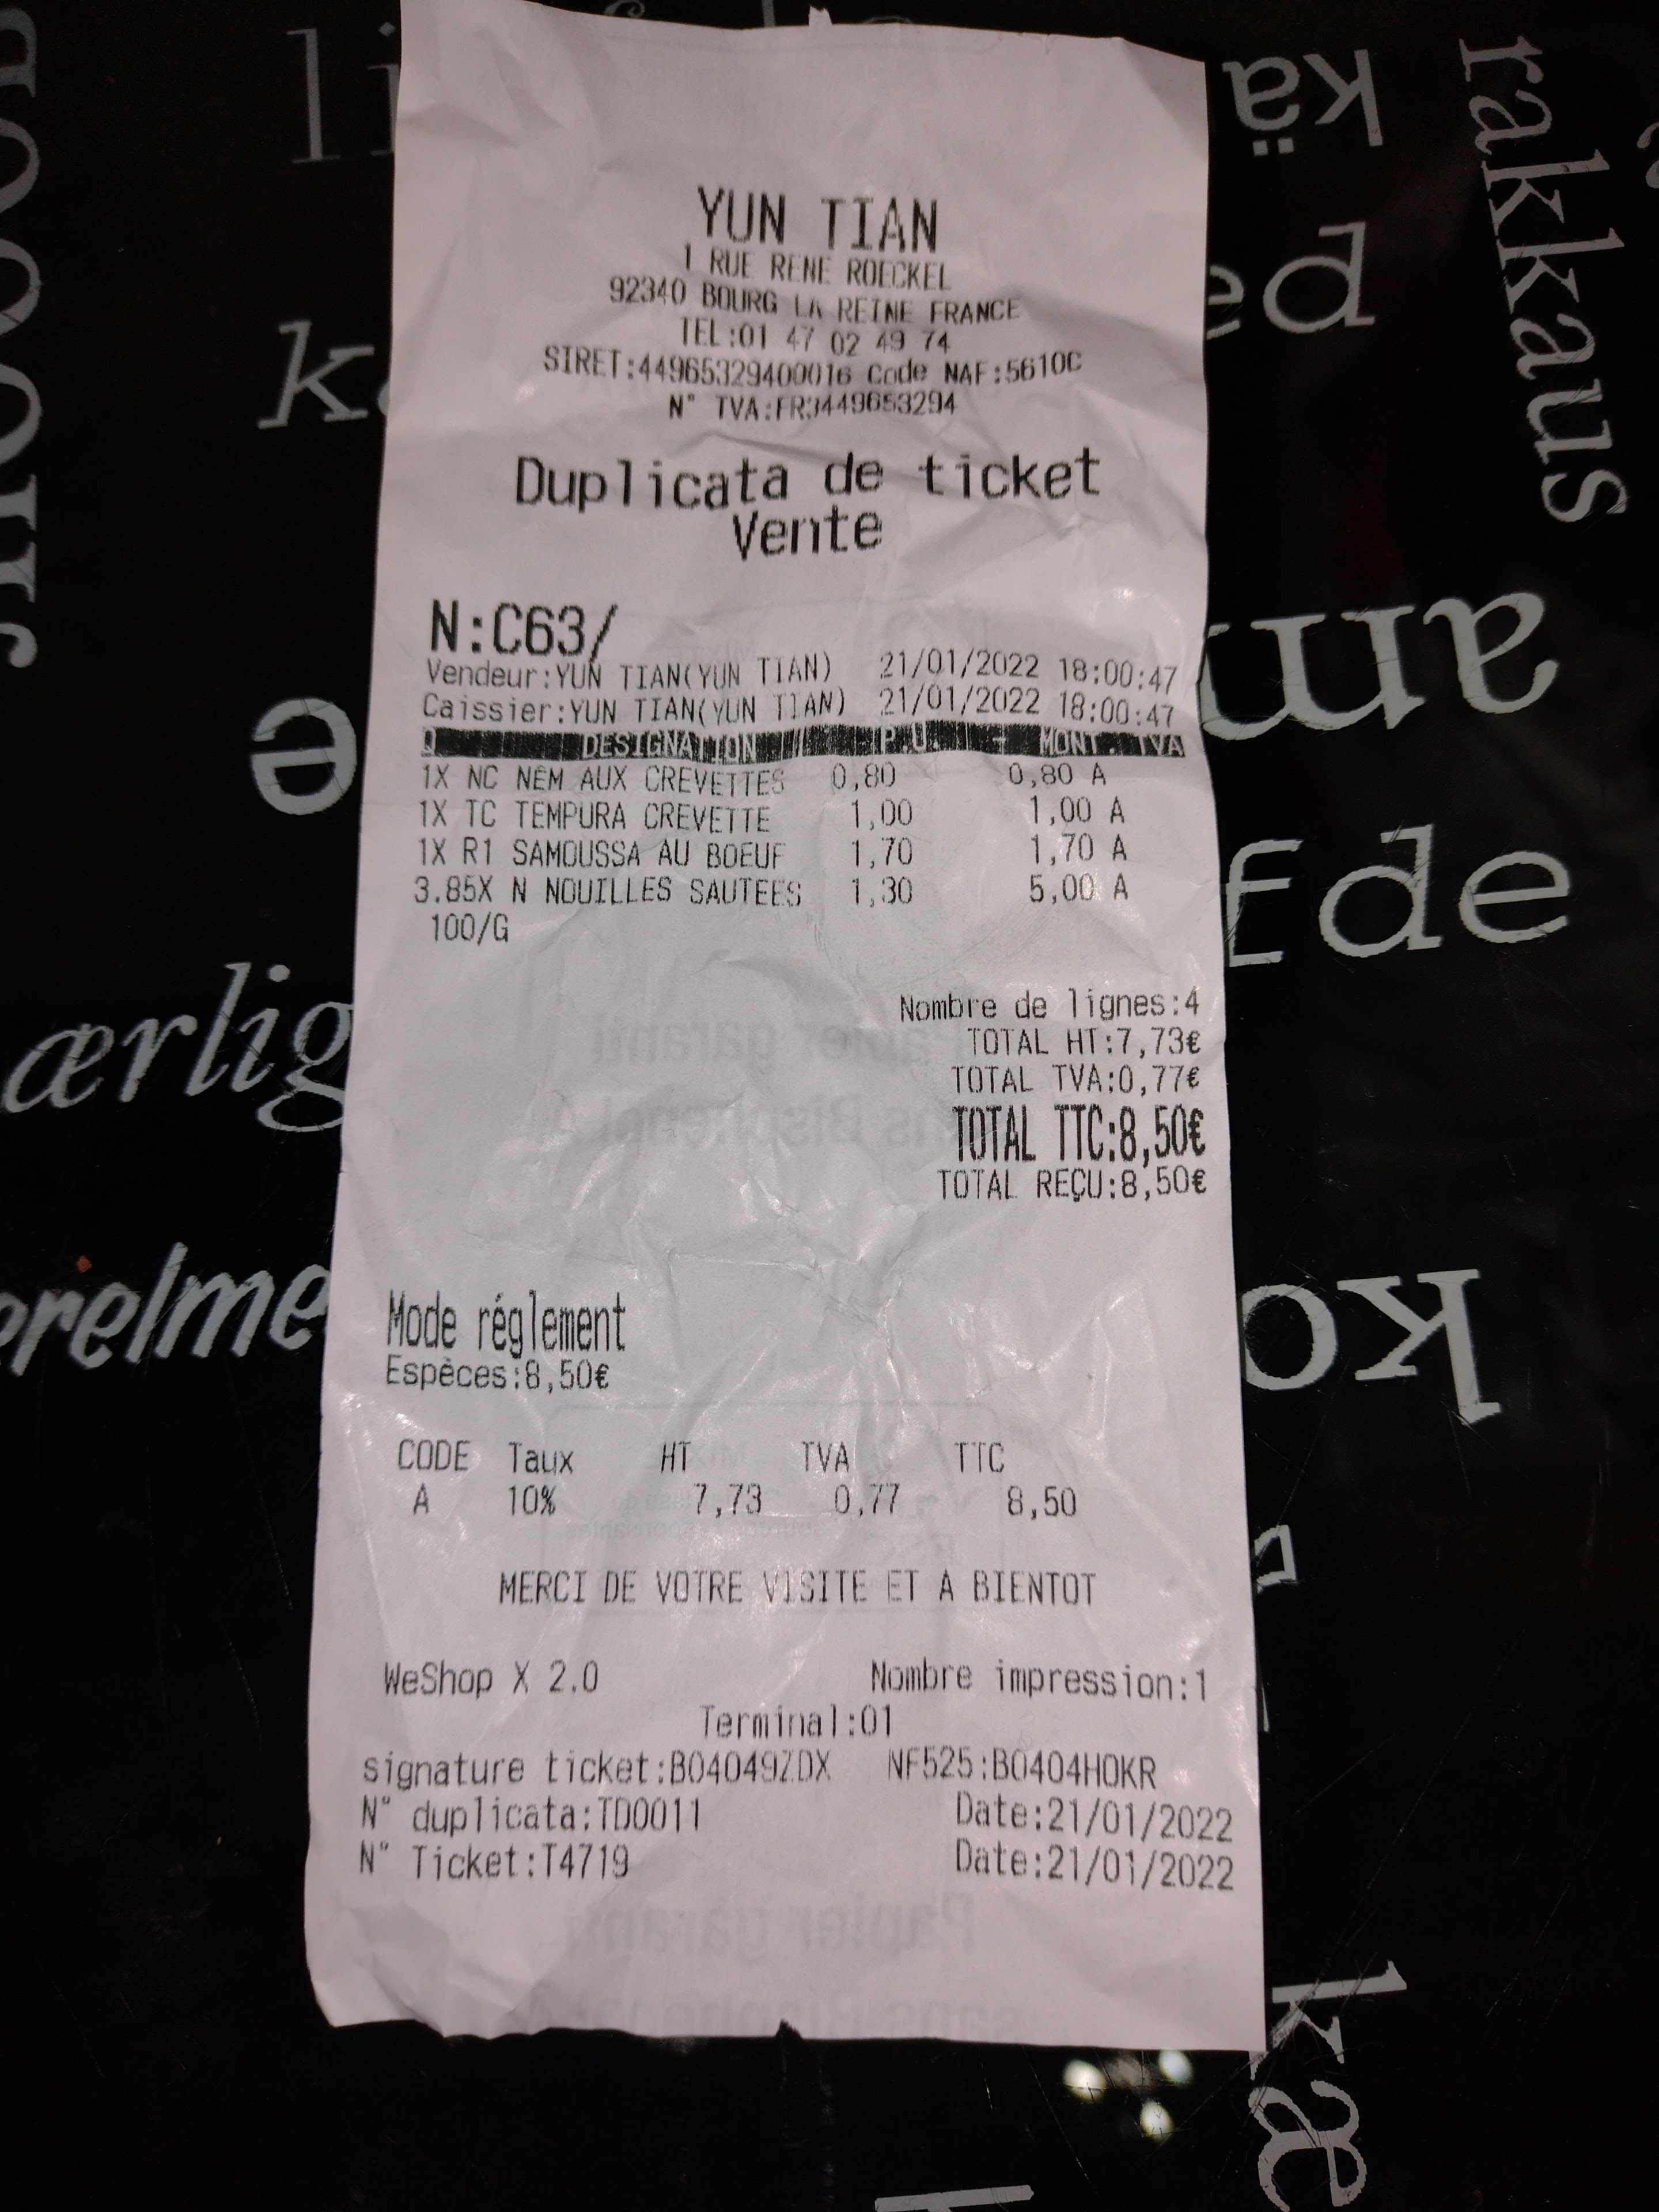 YUN TIAN
1 RUE RENE ROECKEL
92340 BOURG LA REINE FRANCE
TEL:01 47 02 49 74
SIRET:44965329400016 Code NAF:5610C
N° TVA:FR3449653294
Duplicata de ticket
Vente
N:C63/
Vendeur:YUN TIAN(YUN TIAN) 21/01/2022 18:00:47
Caissier:YUN TIAN(YUN TIAN) 21/01/2022 18:00:47
Q DESIGNATION P.U. MONT. TVA
1X NC NEM AUX CREVETTES 0,80 0,80 A
1X TC TEMPURA CREVETTE 1,00 1,00 A
1X R1 SAMOUSSA AU BOEUF 1,70 1,70 A
3.85X N NOUILLES SAUTEES 1,30 5,00 A
100/G
Nombre de lignes:4
TOTAL HT:7,73€
TOTAL TVA:0,77€
TOTAL TTC:8,50€
TOTAL REÇU:8,50€
Mode réglement
Espèces:8,50€
CODE Taux HT TVA TTC
A 10% 7,73 0,77 8,50
MERCI DE VOTRE VISITE ET A BIENTOT
WeShop X 2.0 Nombre impression:1
Terminal:01
signature ticket:B04049ZDX NF525:B0404HOKR
N° duplicata:TD0011 Date:21/01/2022
N° Ticket:T4719 Date:21/01/2022
Papier garanti
rakkaus
kä
ærlig